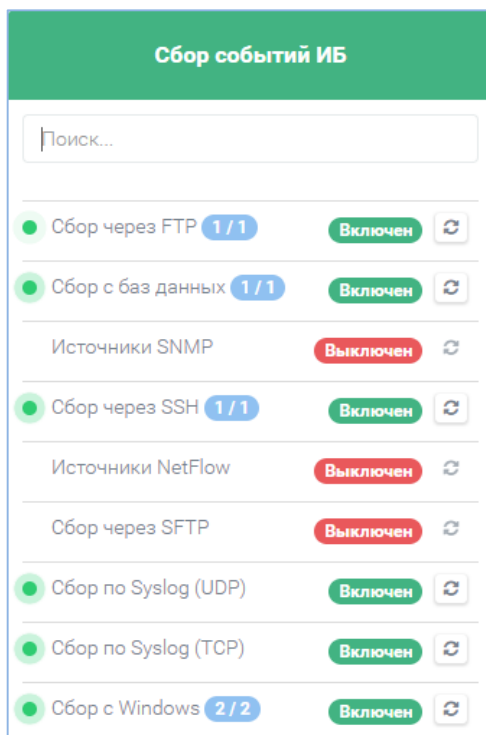 Сбор событий ИБ
Поиск...
Сбор через FTP 1 / 1 Включен
Сбор с баз данных 1 / 1 Включен
Источники SNMP Выключен
Сбор через SSH 1 / 1 Включен
Источники NetFlow Выключен
Сбор через SFTP Выключен
Сбор по Syslog (UDP) Включен
Сбор по Syslog (TCP) Включен
Сбор с Windows 2 / 2 Включен